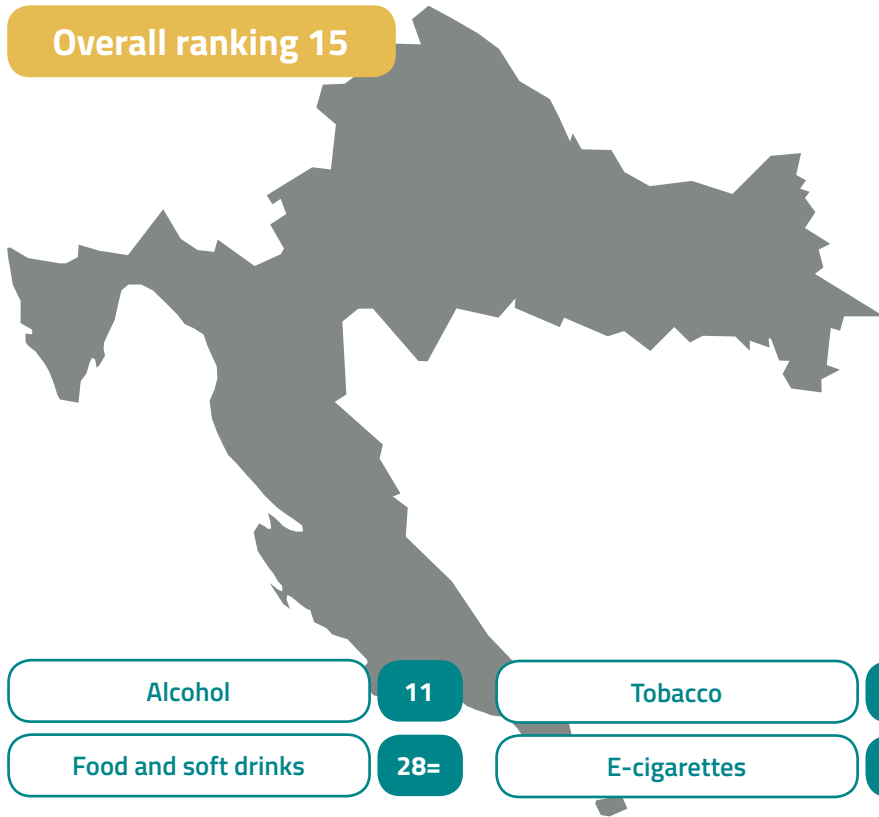 Overall ranking 15
Alcohol 11 Tobacco
Food and soft drinks 28= E-cigarettes